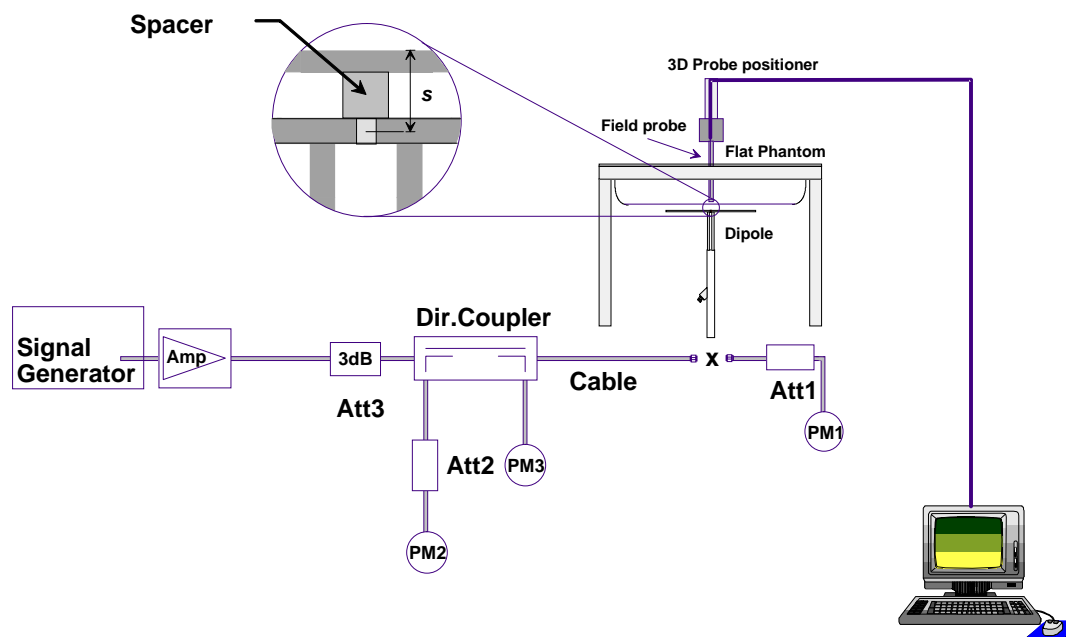 Spacer
s
3D Probe positioner
Field probe
Flat Phantom
Dipole
Dir.Coupler
Signal
Generator
Amp
3dB
Cable
x
Att1
Att3
PM1
Att2
PM3
PM2